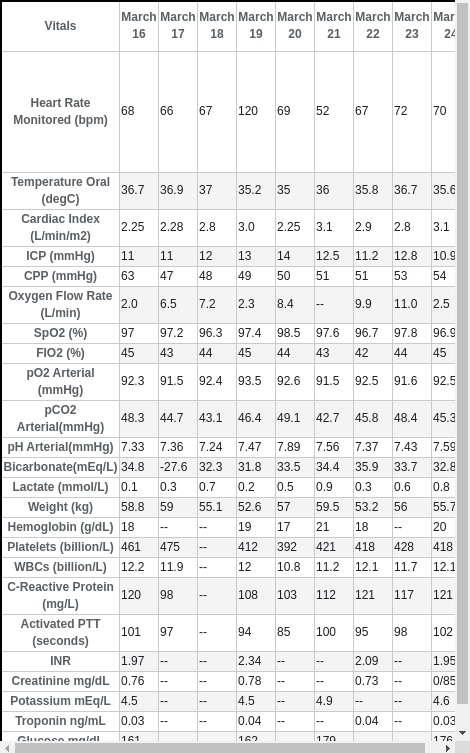 Vitals March 16 March 17 March 18 March 19 March 20 March 21 March 22 March 23 March 24
Heart Rate Monitored (bpm) 68 66 67 120 69 52 67 72 70
Temperature Oral (degC) 36.7 36.9 37 35.2 35 36 35.8 36.7 35.6
Cardiac Index (L/min/m2) 2.25 2.28 2.8 3.0 2.25 3.1 2.9 2.8 3.1
ICP (mmHg) 11 11 12 13 14 12.5 11.2 12.8 10.9
CPP (mmHg) 63 47 48 49 50 51 51 53 54
Oxygen Flow Rate (L/min) 2.0 6.5 7.2 2.3 8.4 -- 9.9 11.0 2.5
SpO2 (%) 97 97.2 96.3 97.4 98.5 97.6 96.7 97.8 96.9
FIO2 (%) 45 43 44 45 44 43 42 44 45
pO2 Arterial (mmHg) 92.3 91.5 92.4 93.5 92.6 91.5 92.5 91.6 92.5
pCO2 Arterial(mmHg) 48.3 44.7 43.1 46.4 49.1 42.7 45.8 48.4 45.3
pH Arterial(mmHg) 7.33 7.36 7.24 7.47 7.89 7.56 7.37 7.43 7.59
Bicarbonate(mEq/L) 34.8 -27.6 32.3 31.8 33.5 34.4 35.9 33.7 32.8
Lactate (mmol/L) 0.1 0.3 0.7 0.2 0.5 0.9 0.3 0.6 0.8
Weight (kg) 58.8 59 55.1 52.6 57 59.5 53.2 56 55.7
Hemoglobin (g/dL) 18 -- -- 19 17 21 18 -- 20
Platelets (billion/L) 461 475 -- 412 392 421 418 428 418
WBCs (billion/L) 12.2 11.9 -- 12 10.8 11.2 12.1 11.7 12.1
C-Reactive Protein (mg/L) 120 98 -- 108 103 112 121 117 121
Activated PTT (seconds) 101 97 -- 94 85 100 95 98 102
INR 1.97 -- -- 2.34 -- -- 2.09 -- 1.95
Creatinine mg/dL 0.76 -- -- 0.78 -- -- 0.73 -- 0/85
Potassium mEq/L 4.5 -- -- 4.5 -- 4.9 -- -- 4.6
Troponin ng/mL 0.03 -- -- 0.04 -- -- 0.04 -- 0.03
Glucose mg/dL 161 -- -- 162 -- 179 -- -- 176